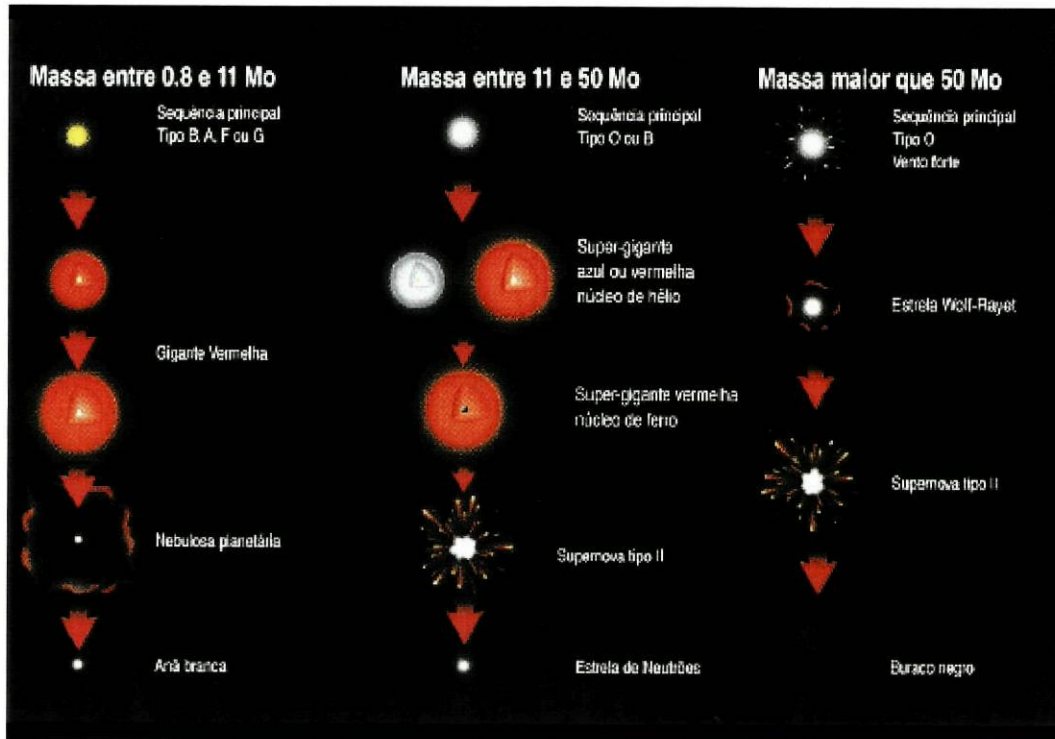 Massa entre 0.8 e 11 Mo
Sequência principal
Tipo B, A, F ou G
Gigante Vermelha
Nebulosa planetária
Anã branca
Massa entre 11 e 50 Mo
Sequência principal
Tipo O ou B
Super-gigante
azul ou vermelha
núcleo de hélio
Super-gigante vermelha
núcleo de ferro
Supernova tipo II
Estrela de Neutrões
Massa maior que 50 Mo
Sequência principal
Tipo O
Vento forte
Estrela Wolf-Rayet
Supernova tipo II
Buraco negro